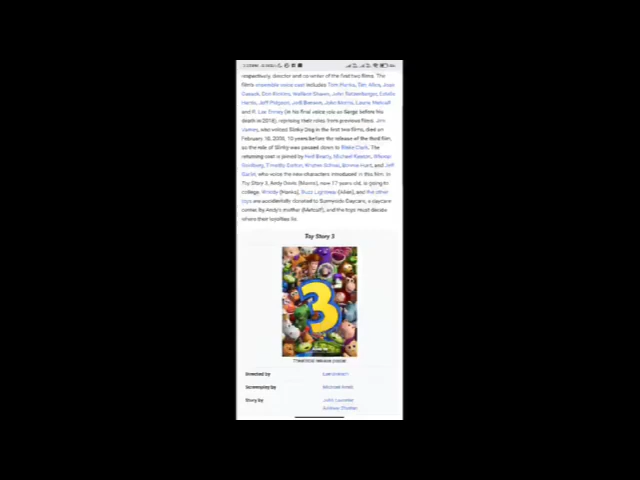 respectively, director and co-writer of the first two films. The
film's ensemble voice cast includes Tom Hanks, Tim Allen, Joan
Cusack, Don Rickles, Wallace Shawn, John Ratzenberger, Estelle
Harris, Jeff Pidgeon, Jodi Benson, John Morris, Laurie Metcalf
and R. Lee Ermey (in his final voice role as Sarge before his
death in 2018), reprising their roles from previous films. Jim
Varney, who voiced Slinky Dog in the first two films, died on
February 10, 2000, 10 years before the release of the third film,
so the role of Slinky was passed down to Blake Clark. The
returning cast is joined by Ned Beatty, Michael Keaton, Whoopi
Goldberg, Timothy Dalton, Kristen Schaal, Bonnie Hunt, and Jeff
Garlin, who voice the new characters introduced in this film. In
Toy Story 3, Andy Davis (Morris), now 17 years old, is going to
college. Woody (Hanks), Buzz Lightyear (Allen), and the other
toys are accidentally donated to Sunnyside Daycare, a daycare
center by Andy's mother (Metcalf), and the toys must decide
where their loyalties lie.
Toy Story 3
3
Theatrical release poster
Directed by Lee Unkrich
Screenplay by Michael Arndt
Story by John Lasseter
Andrew Stanton